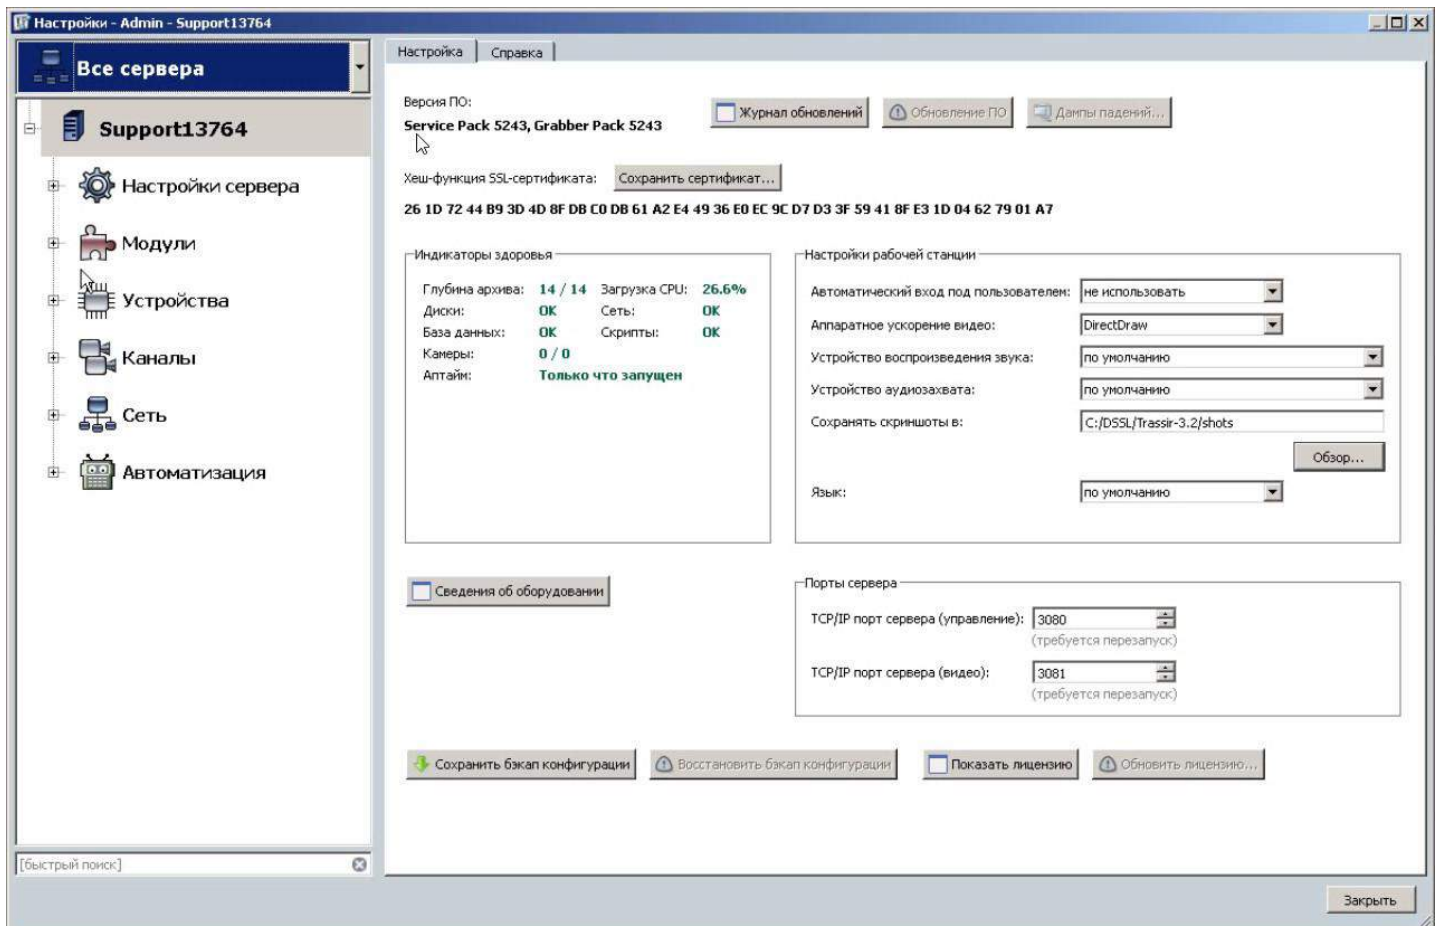 Настройки - Admin - Support13764
Все сервера
Support13764
Настройки сервера
Модули
Устройства
Каналы
Сеть
Автоматизация
[быстрый поиск]
Настройка Справка
Версия ПО:
Service Pack 5243, Grabber Pack 5243
Журнал обновлений Обновление ПО Дампы падений...
Хеш-функция SSL-сертификата: Сохранить сертификат...
26 1D 72 44 B9 3D 4D 8F DB C0 DB 61 A2 E4 49 36 E0 EC 9C D7 D3 3F 59 41 8F E3 1D 04 62 79 01 A7
Индикаторы здоровья
Глубина архива: 14 / 14 Загрузка CPU: 26.6%
Диски: OK Сеть: OK
База данных: OK Скрипты: OK
Камеры: 0 / 0
Аптайм: Только что запущен
Настройки рабочей станции
Автоматический вход под пользователем: не использовать
Аппаратное ускорение видео: DirectDraw
Устройство воспроизведения звука: по умолчанию
Устройство аудиозахвата: по умолчанию
Сохранять скриншоты в: C:/DSSL/Trassir-3.2/shots
Обзор...
Язык: по умолчанию
Сведения об оборудовании
Порты сервера
TCP/IP порт сервера (управление): 3080
(требуется перезапуск)
TCP/IP порт сервера (видео): 3081
(требуется перезапуск)
Сохранить бэкап конфигурации Восстановить бэкап конфигурации Показать лицензию Обновить лицензию...
Закрыть